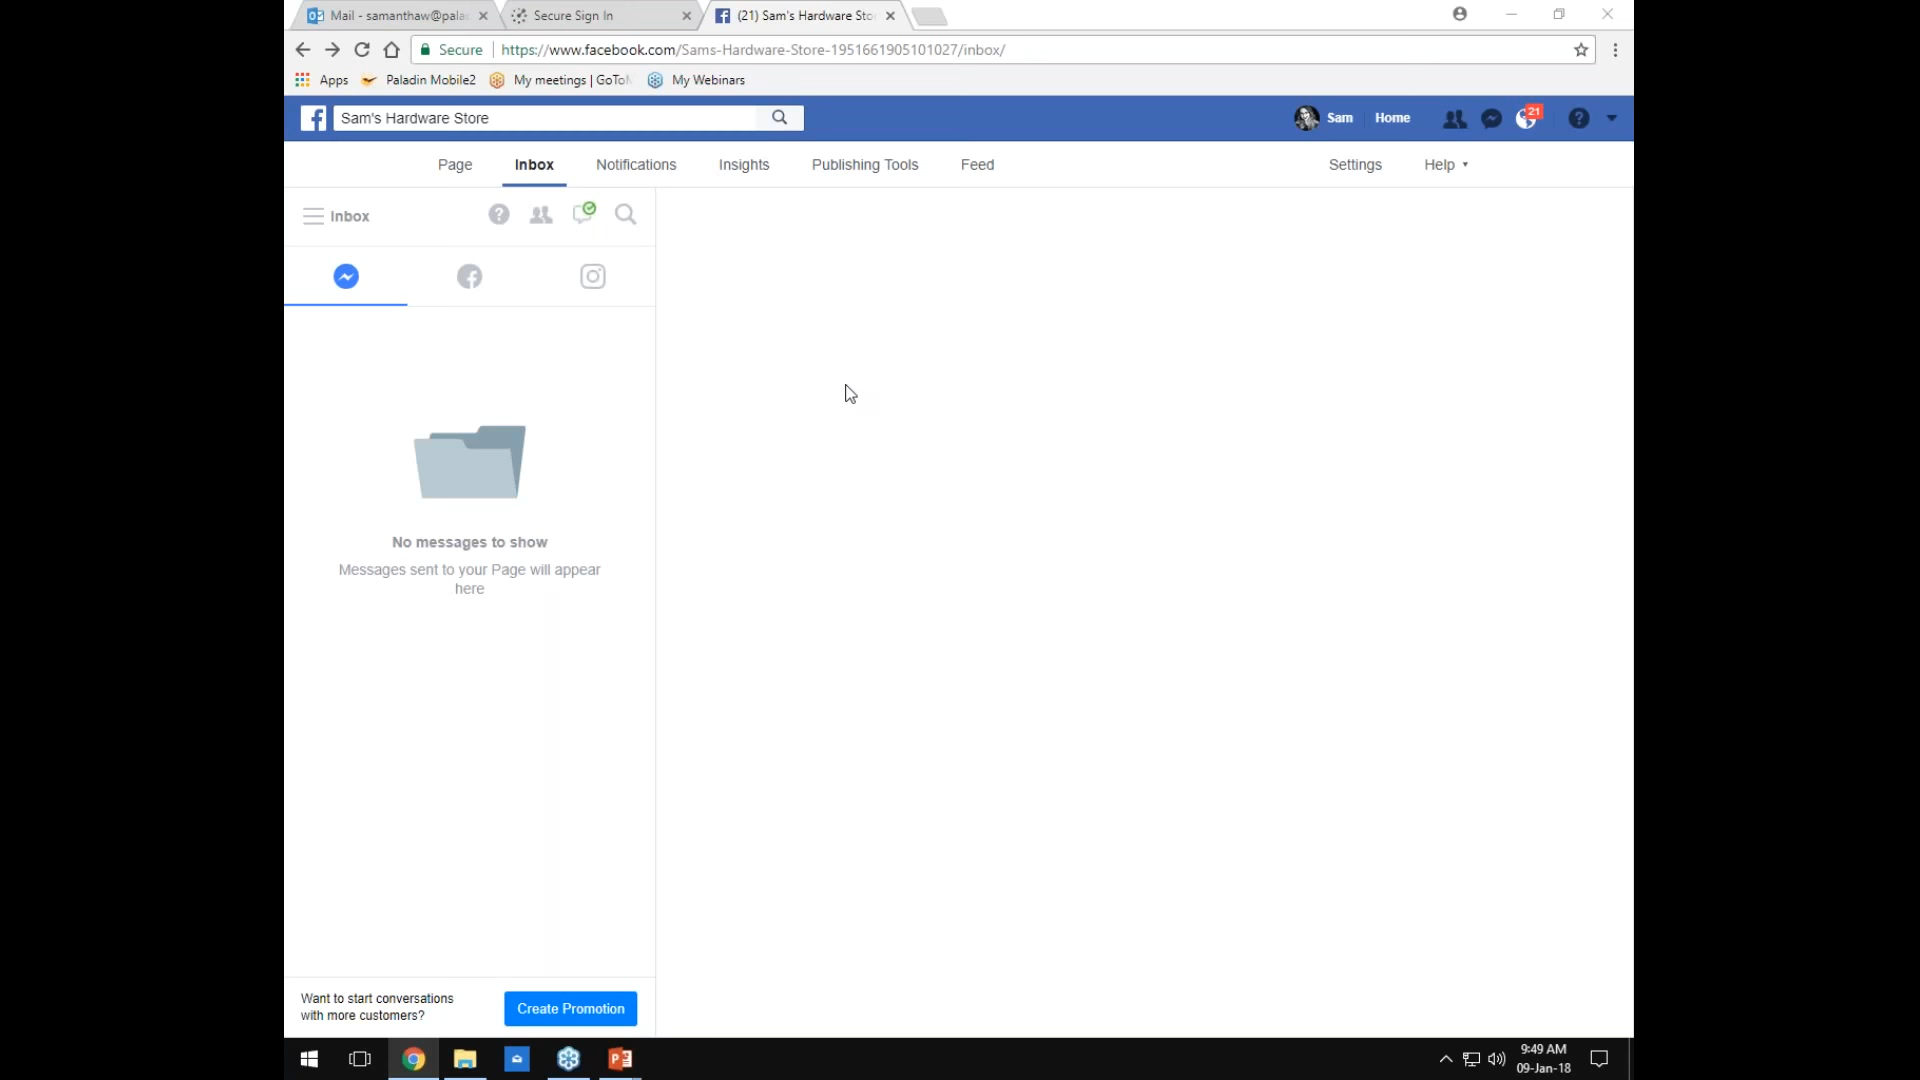 Mail - samanthaw@pala
Secure Sign In
(21) Sam's Hardware Sto
Secure
https://www.facebook.com/Sams-Hardware-Store-1951661905101027/inbox/
Apps
Paladin Mobile2
My meetings | GoTo
My Webinars
Sam's Hardware Store
Sam
Home
21
Page
Inbox
Notifications
Insights
Publishing Tools
Feed
Settings
Help
Inbox
No messages to show
Messages sent to your Page will appear
here
Want to start conversations
with more customers?
Create Promotion
9:49 AM
09-Jan-18